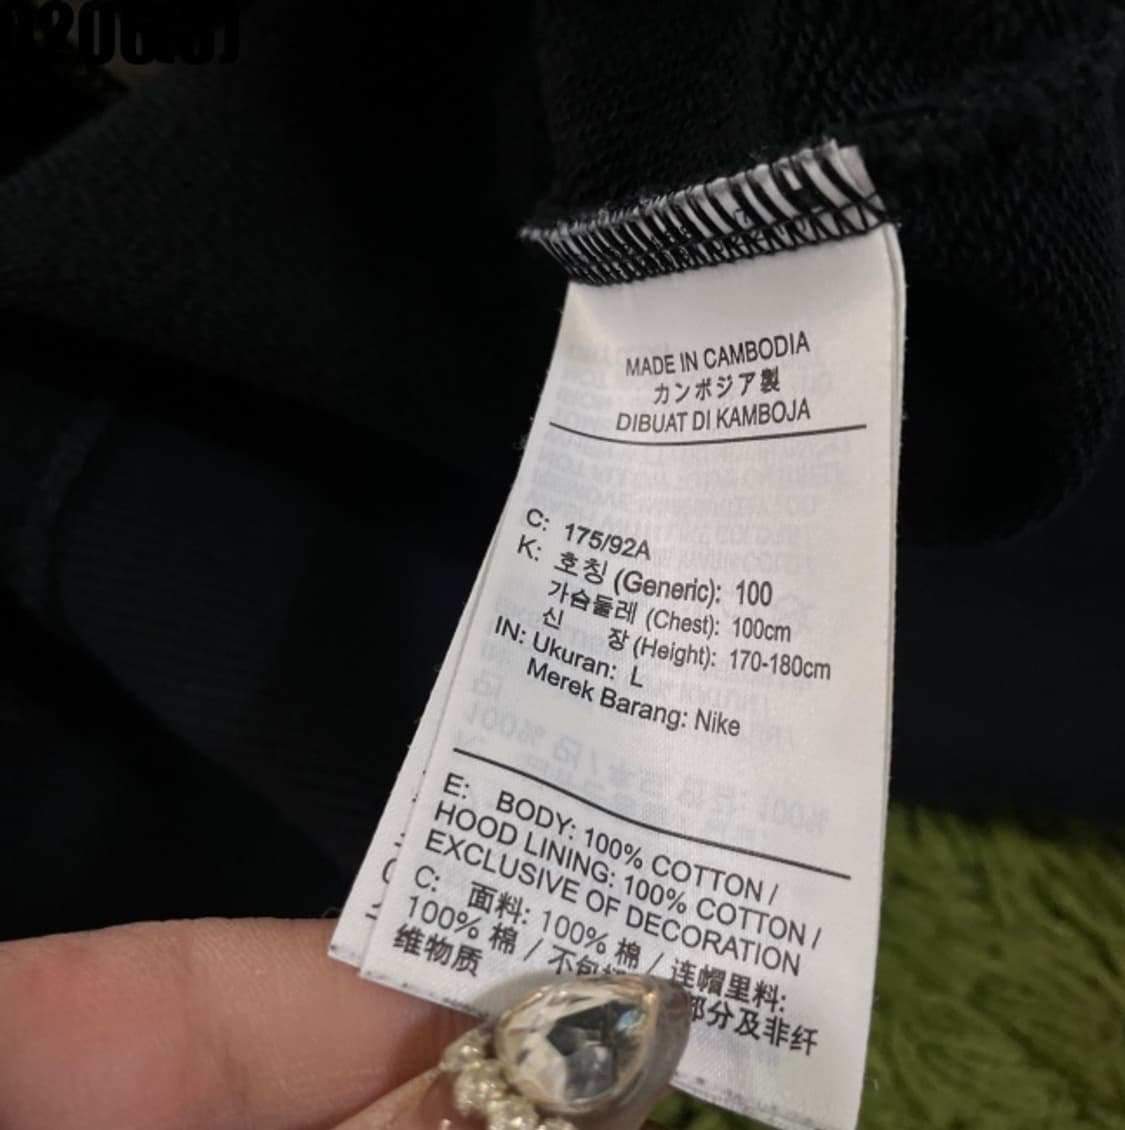 MADE IN CAMBODIA
カンボジア製
DIBUAT DI KAMBOJA
C: 175/92A
K: 호칭 (Generic): 100
가슴둘레 (Chest): 100cm
신 장 (Height): 170-180cm
IN: Ukuran: L
Merek Barang: Nike
E: BODY: 100% COTTON /
HOOD LINING: 100% COTTON /
EXCLUSIVE OF DECORATION
C: 面料: 100% 棉 / 连帽里料:
100% 棉 / 不包 部分及非纤
维物质